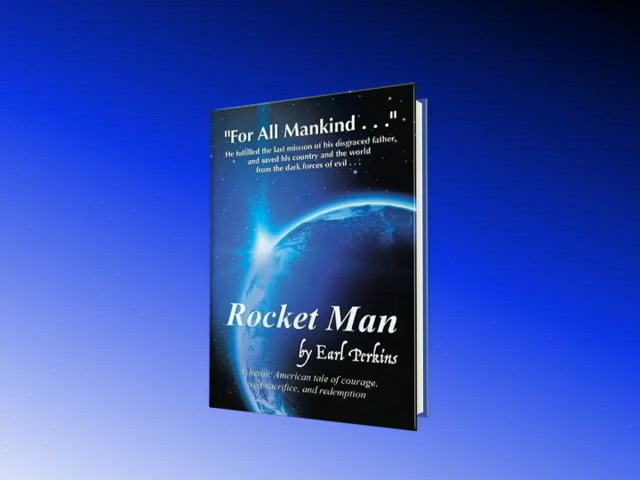 "For All Mankind . . ."
He fulfilled the last mission of his disgraced father,
and saved his country and the world
from the dark forces of evil . . .
Rocket Man
by Earl Perkins
A heroic American tale of courage,
self-sacrifice, and redemption